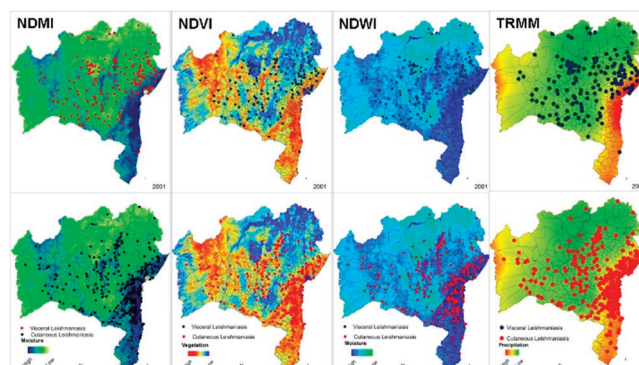 NDMI NDVI NDWI TRMM
2001 2001 2001 200
Visceral Leishmaniasis
Cutaneous Leishmaniasis
Moisture
Visceral Leishmaniasis
Cutaneous Leishmaniasis
Vegetation
Visceral Leishmaniasis
Cutaneous Leishmaniasis
Moisture
Visceral Leishmaniasis
Cutaneous Leishmaniasis
Precipitation